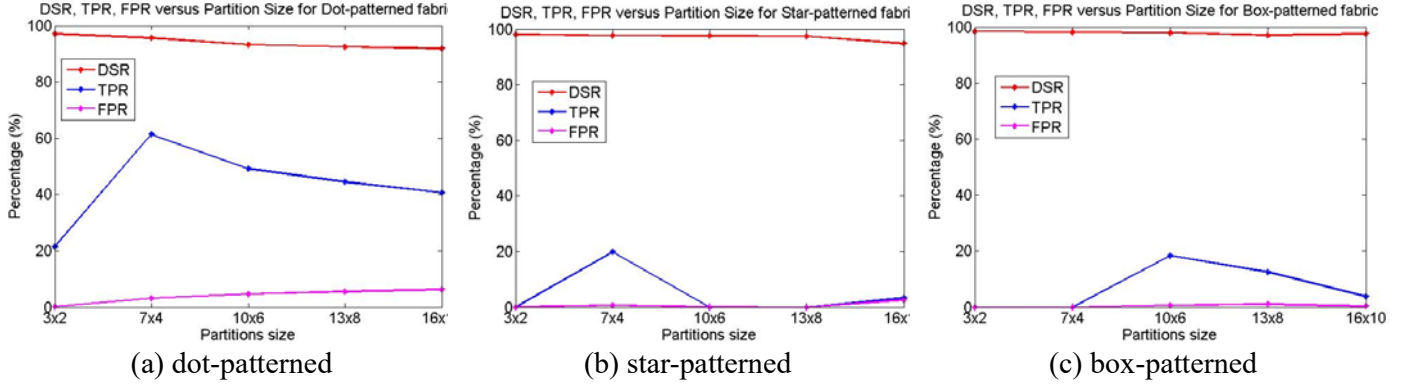 DSR, TPR, FPR versus Partition Size for Dot-patterned fabric
100
80
60
40
20
0
Percentage (%)
DSR
TPR
FPR
3x2 7x4 10x6 13x8 16x1
Partitions size
(a) dot-patterned
DSR, TPR, FPR versus Partition Size for Star-patterned fabri
100
80
60
40
20
0
Percentage (%)
DSR
TPR
FPR
3x2 7x4 10x6 13x8 16x1
Partitions size
(b) star-patterned
DSR, TPR, FPR versus Partition Size for Box-patterned fabric
100
80
60
40
20
0
Percentage (%)
DSR
TPR
FPR
3x2 7x4 10x6 13x8 16x10
Partitions size
(c) box-patterned